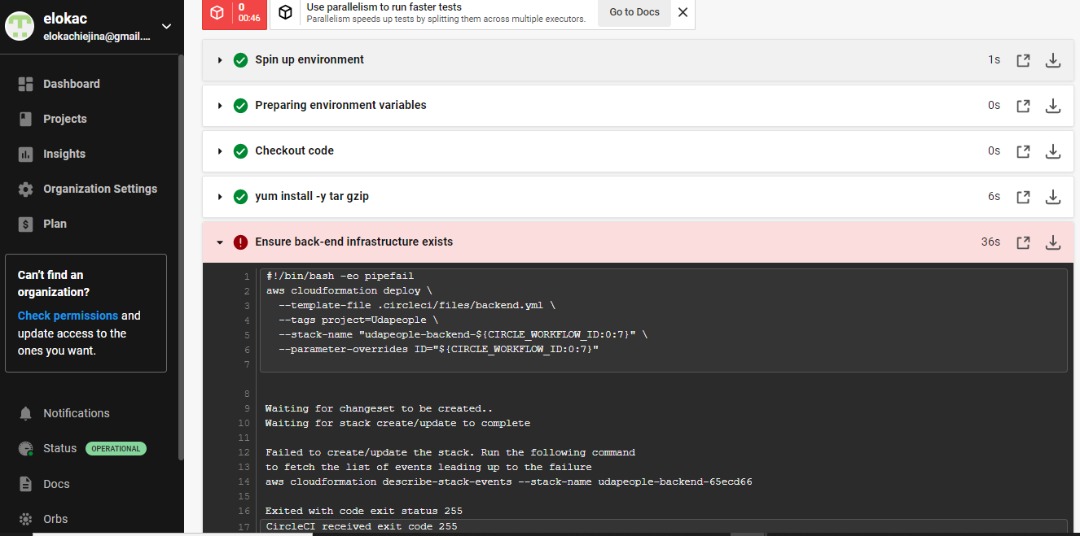 elokac
elokachiejina@gmail....
Dashboard
Projects
Insights
Organization Settings
Plan
Can't find an
organization?
Check permissions and
update access to the
ones you want.
Notifications
Status OPERATIONAL
Docs
Orbs
0
00:46
Use parallelism to run faster tests
Parallelism speeds up tests by splitting them across multiple executors.
Go to Docs
Spin up environment 1s
Preparing environment variables 0s
Checkout code 0s
yum install -y tar gzip 6s
Ensure back-end infrastructure exists 36s
1 #!/bin/bash -eo pipefail
2 aws cloudformation deploy \
3 --template-file .circleci/files/backend.yml \
4 --tags project=Udapeople \
5 --stack-name "udapeople-backend-${CIRCLE_WORKFLOW_ID:0:7}" \
6 --parameter-overrides ID="${CIRCLE_WORKFLOW_ID:0:7}"
7
8
9 Waiting for changeset to be created..
10 Waiting for stack create/update to complete
11
12 Failed to create/update the stack. Run the following command
13 to fetch the list of events leading up to the failure
14 aws cloudformation describe-stack-events --stack-name udapeople-backend-65ecd66
15
16 Exited with code exit status 255
17 CircleCI received exit code 255